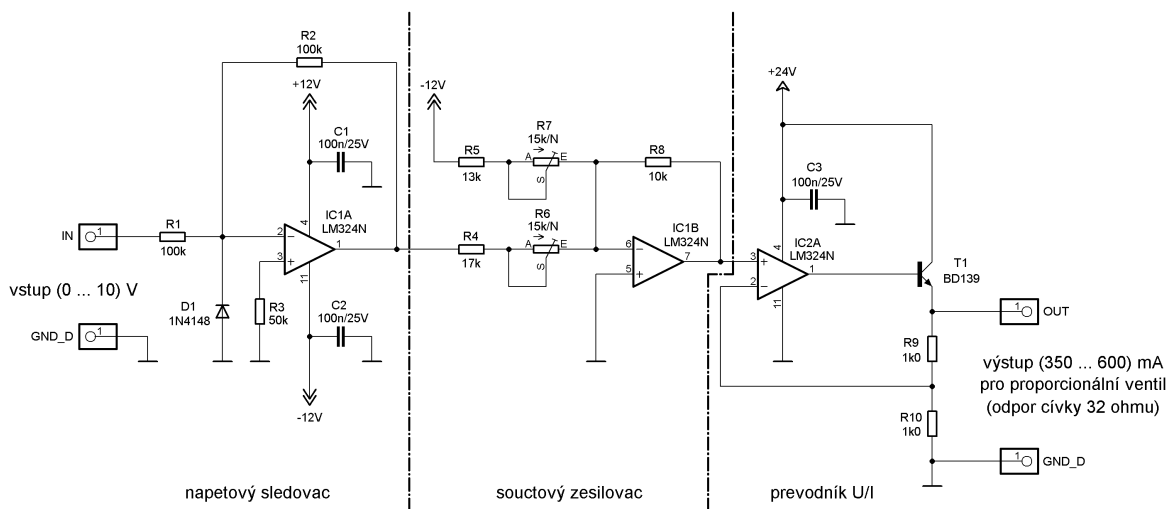 R2
100k
+12V
C1
100n/25V
IC1A
LM324N
IN
1
R1
100k
2
3
4
11
1
vstup (0 ... 10) V
D1
1N4148
R3
50k
C2
100n/25V
GND_D
1
-12V
napetový sledovac
-12V
R5
13k
R7
15k/N
A
E
S
R8
10k
R4
17k
R6
15k/N
A
E
S
IC1B
LM324N
6
5
7
souctový zesilovac
+24V
C3
100n/25V
IC2A
LM324N
3
2
4
11
1
T1
BD139
1
OUT
R9
1k0
R10
1k0
výstup (350 ... 600) mA
pro proporcionální ventil
(odpor cívky 32 ohmu)
1
GND_D
prevodník U/I